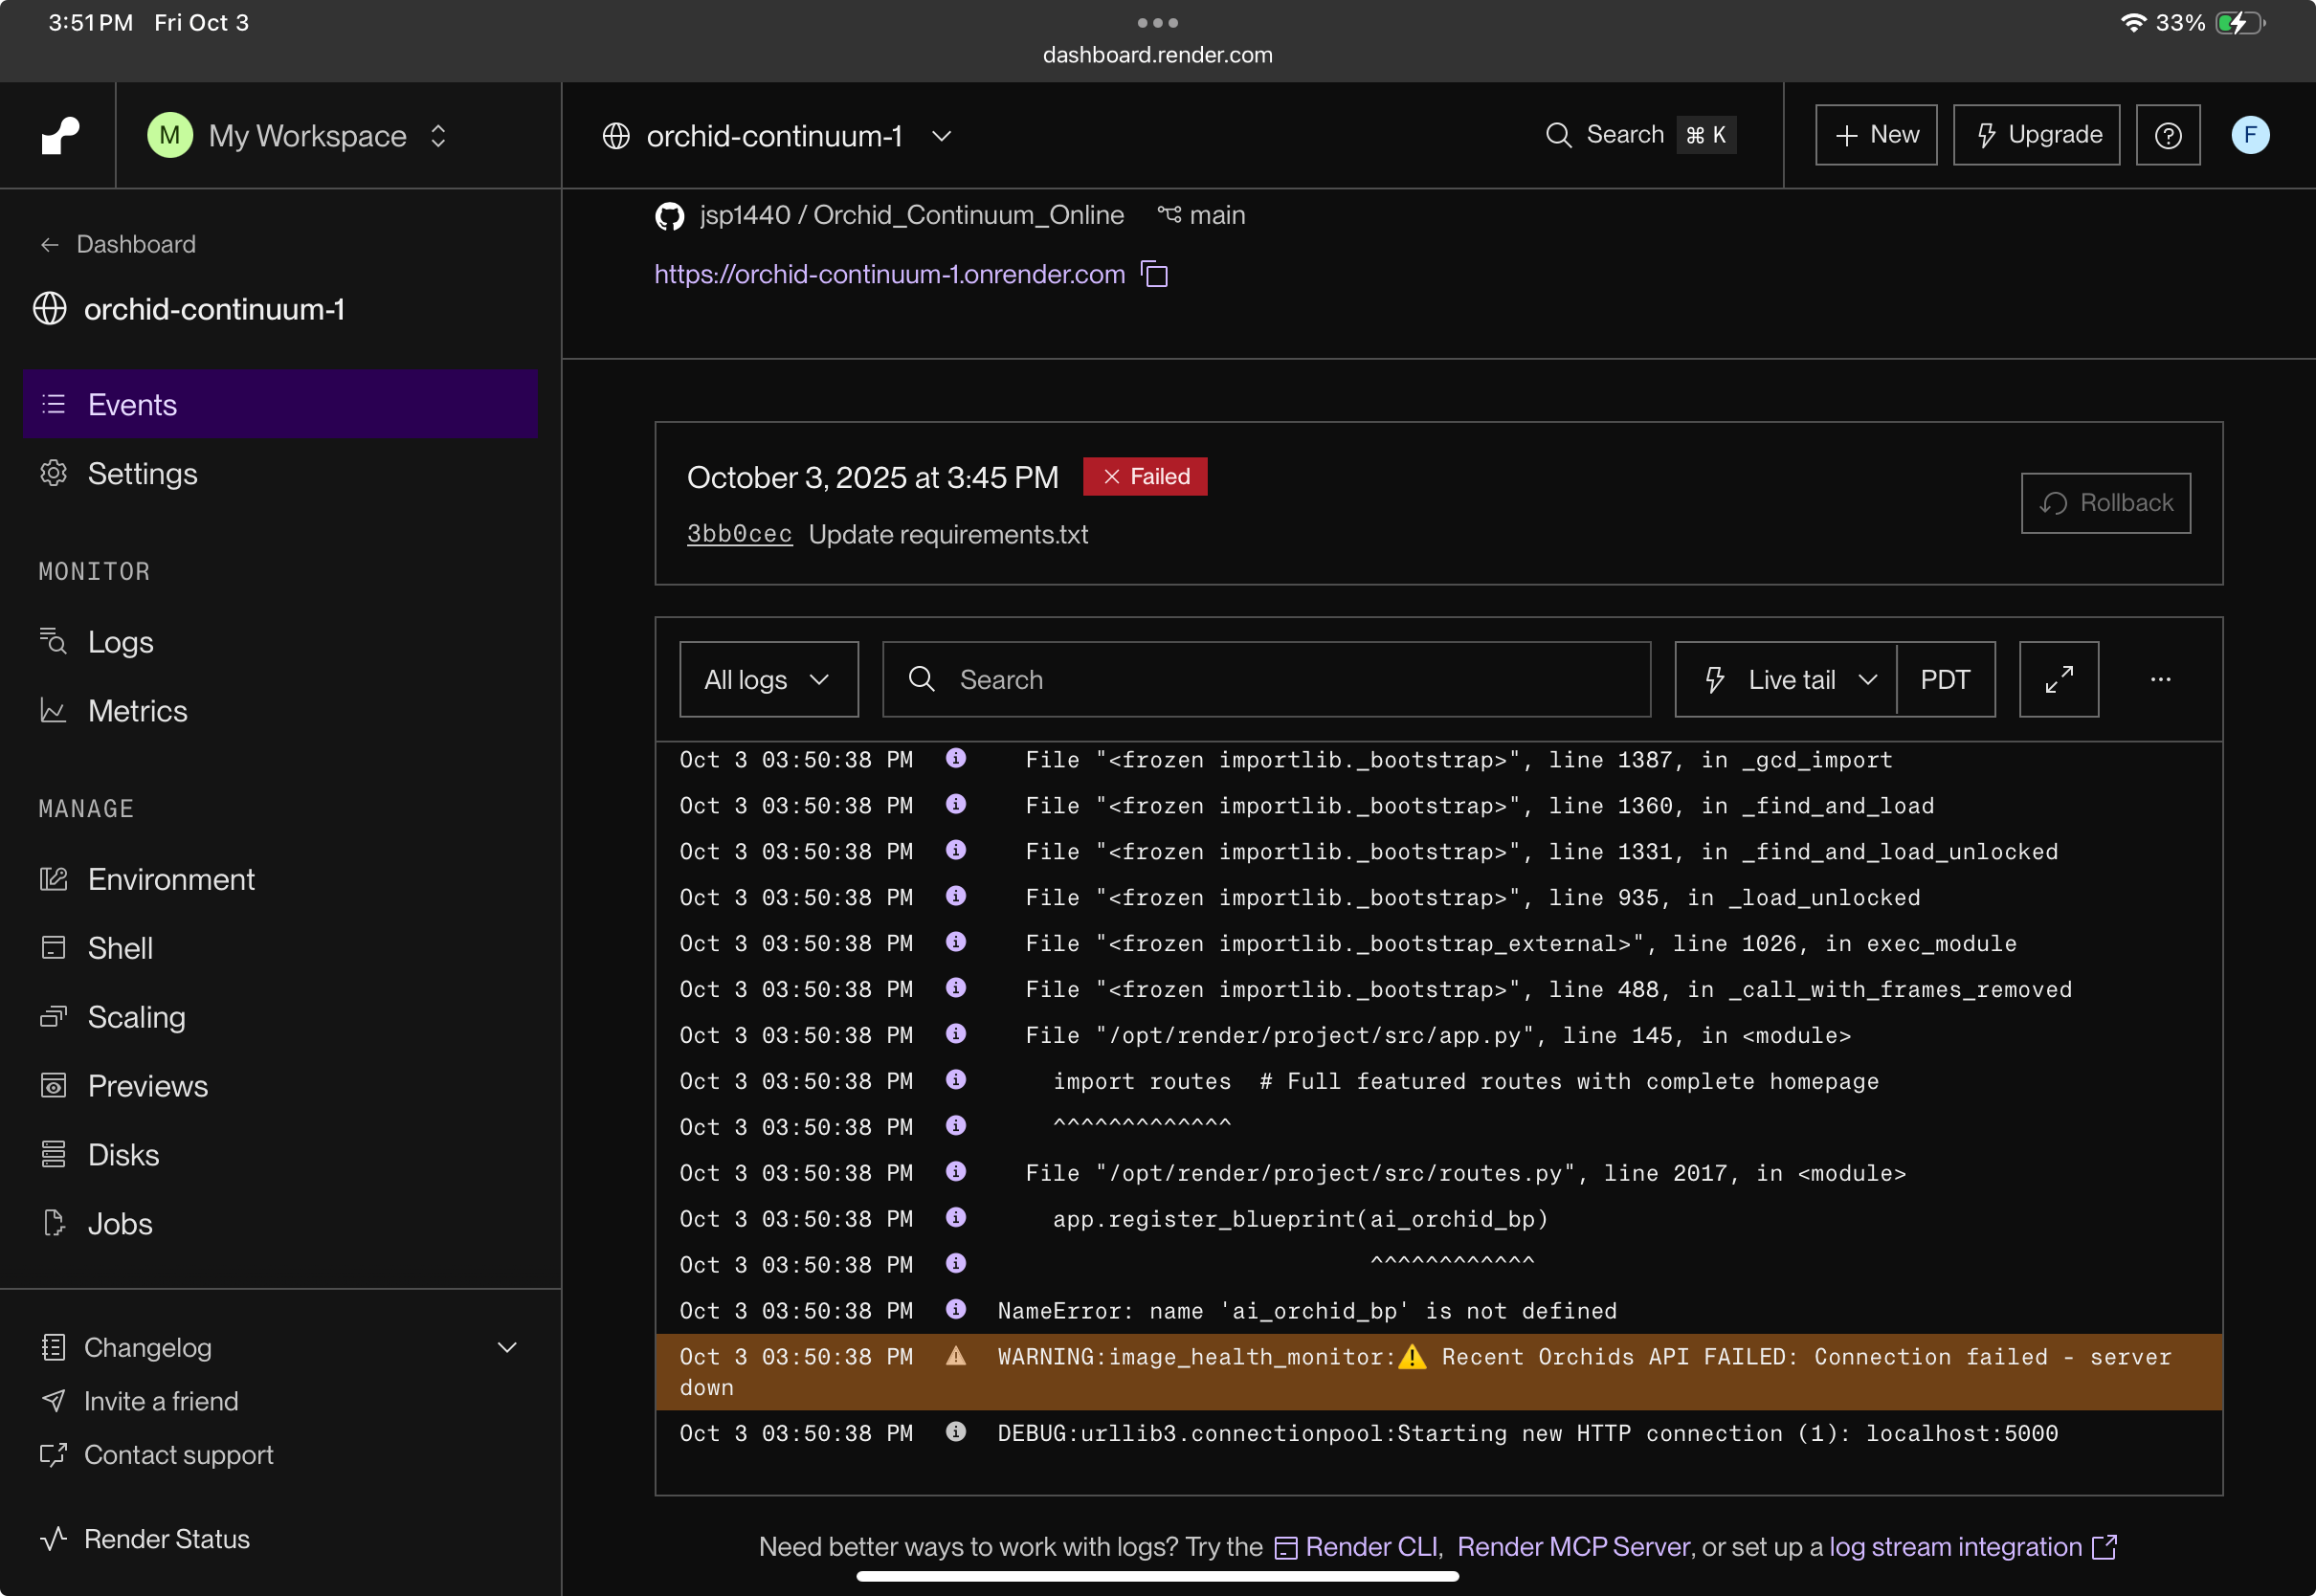 3:51 PM Fri Oct 3
33%
dashboard.render.com
M My Workspace
orchid-continuum-1
Search ⌘ K
+ New
Upgrade
F
← Dashboard
orchid-continuum-1
Events
Settings
MONITOR
Logs
Metrics
MANAGE
Environment
Shell
Scaling
Previews
Disks
Jobs
Changelog
Invite a friend
Contact support
Render Status
jsp1440 / Orchid_Continuum_Online main
https://orchid-continuum-1.onrender.com
October 3, 2025 at 3:45 PM × Failed
3bb0cec Update requirements.txt
Rollback
All logs
Search
Live tail
PDT
Oct 3 03:50:38 PM File "<frozen importlib._bootstrap>", line 1387, in _gcd_import
Oct 3 03:50:38 PM File "<frozen importlib._bootstrap>", line 1360, in _find_and_load
Oct 3 03:50:38 PM File "<frozen importlib._bootstrap>", line 1331, in _find_and_load_unlocked
Oct 3 03:50:38 PM File "<frozen importlib._bootstrap>", line 935, in _load_unlocked
Oct 3 03:50:38 PM File "<frozen importlib._bootstrap_external>", line 1026, in exec_module
Oct 3 03:50:38 PM File "<frozen importlib._bootstrap>", line 488, in _call_with_frames_removed
Oct 3 03:50:38 PM File "/opt/render/project/src/app.py", line 145, in <module>
Oct 3 03:50:38 PM import routes # Full featured routes with complete homepage
Oct 3 03:50:38 PM ^^^^^^^^^^^^^
Oct 3 03:50:38 PM File "/opt/render/project/src/routes.py", line 2017, in <module>
Oct 3 03:50:38 PM app.register_blueprint(ai_orchid_bp)
Oct 3 03:50:38 PM ^^^^^^^^^^^^
Oct 3 03:50:38 PM NameError: name 'ai_orchid_bp' is not defined
Oct 3 03:50:38 PM WARNING:image_health_monitor:⚠️ Recent Orchids API FAILED: Connection failed - server
down
Oct 3 03:50:38 PM DEBUG:urllib3.connectionpool:Starting new HTTP connection (1): localhost:5000
Need better ways to work with logs? Try the Render CLI, Render MCP Server, or set up a log stream integration